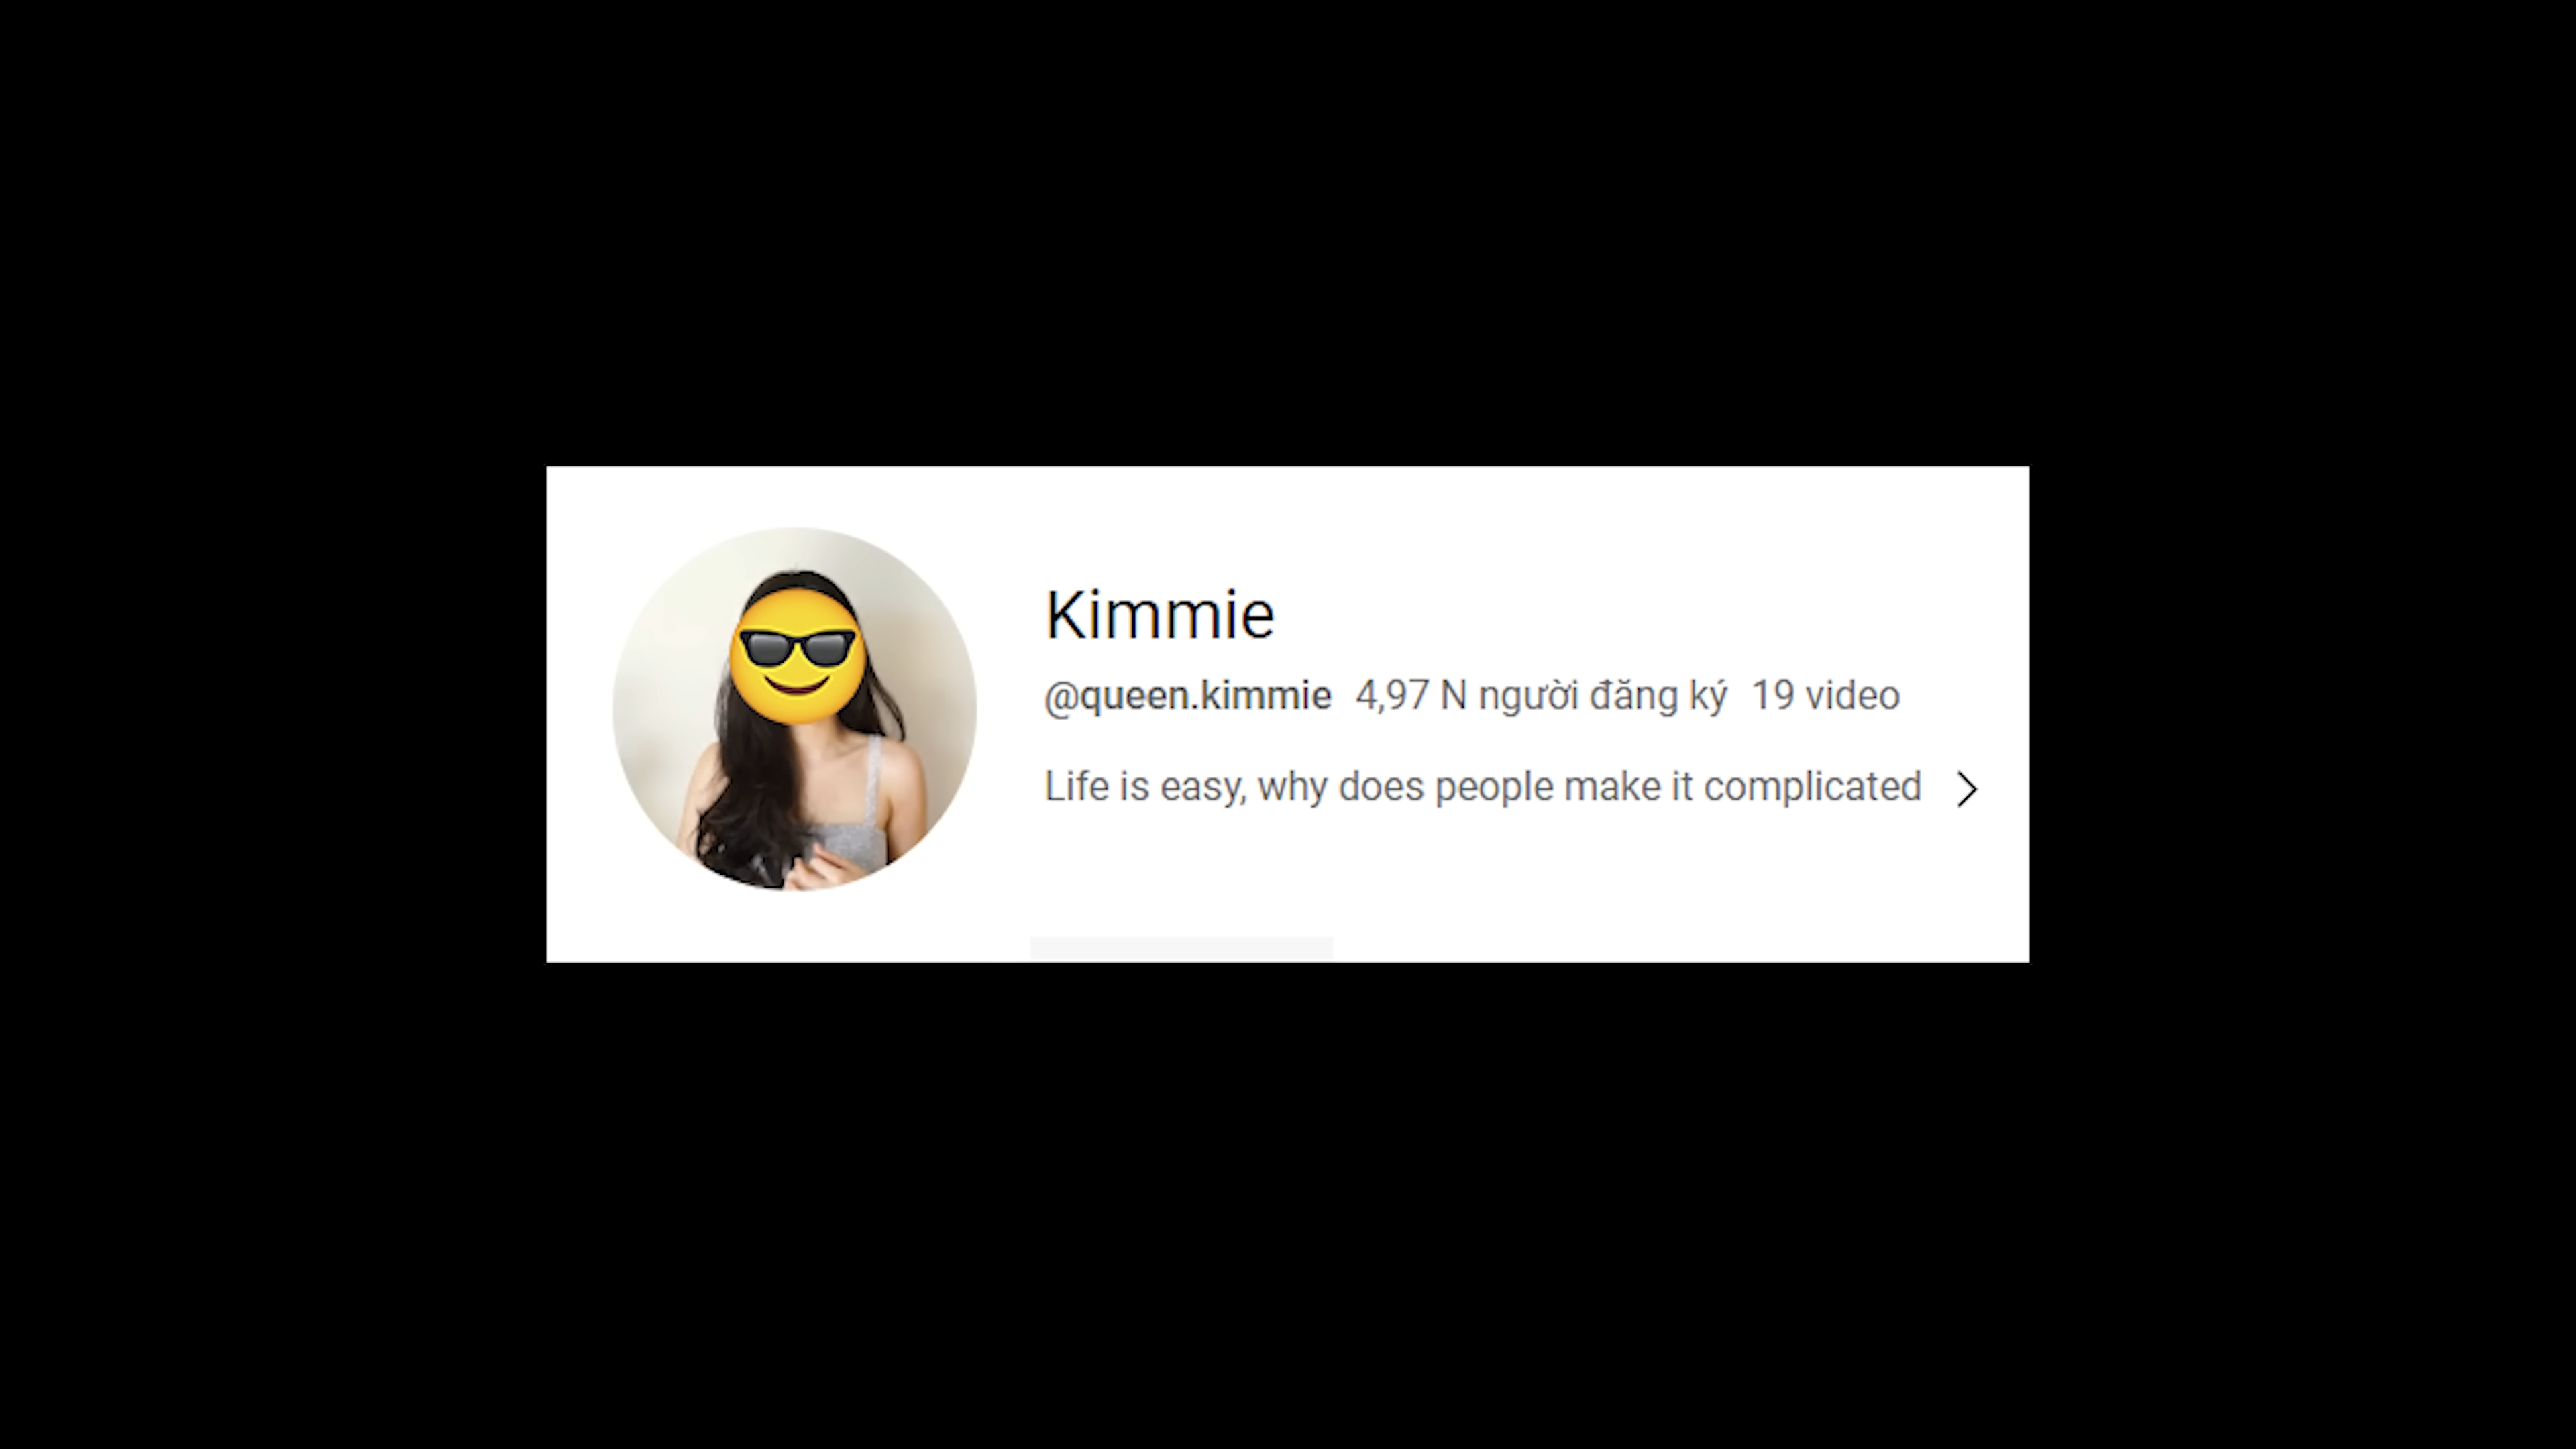 Kimmie
@queen.kimmie 4,97 N người đăng ký 19 video
Life is easy, why does people make it complicated